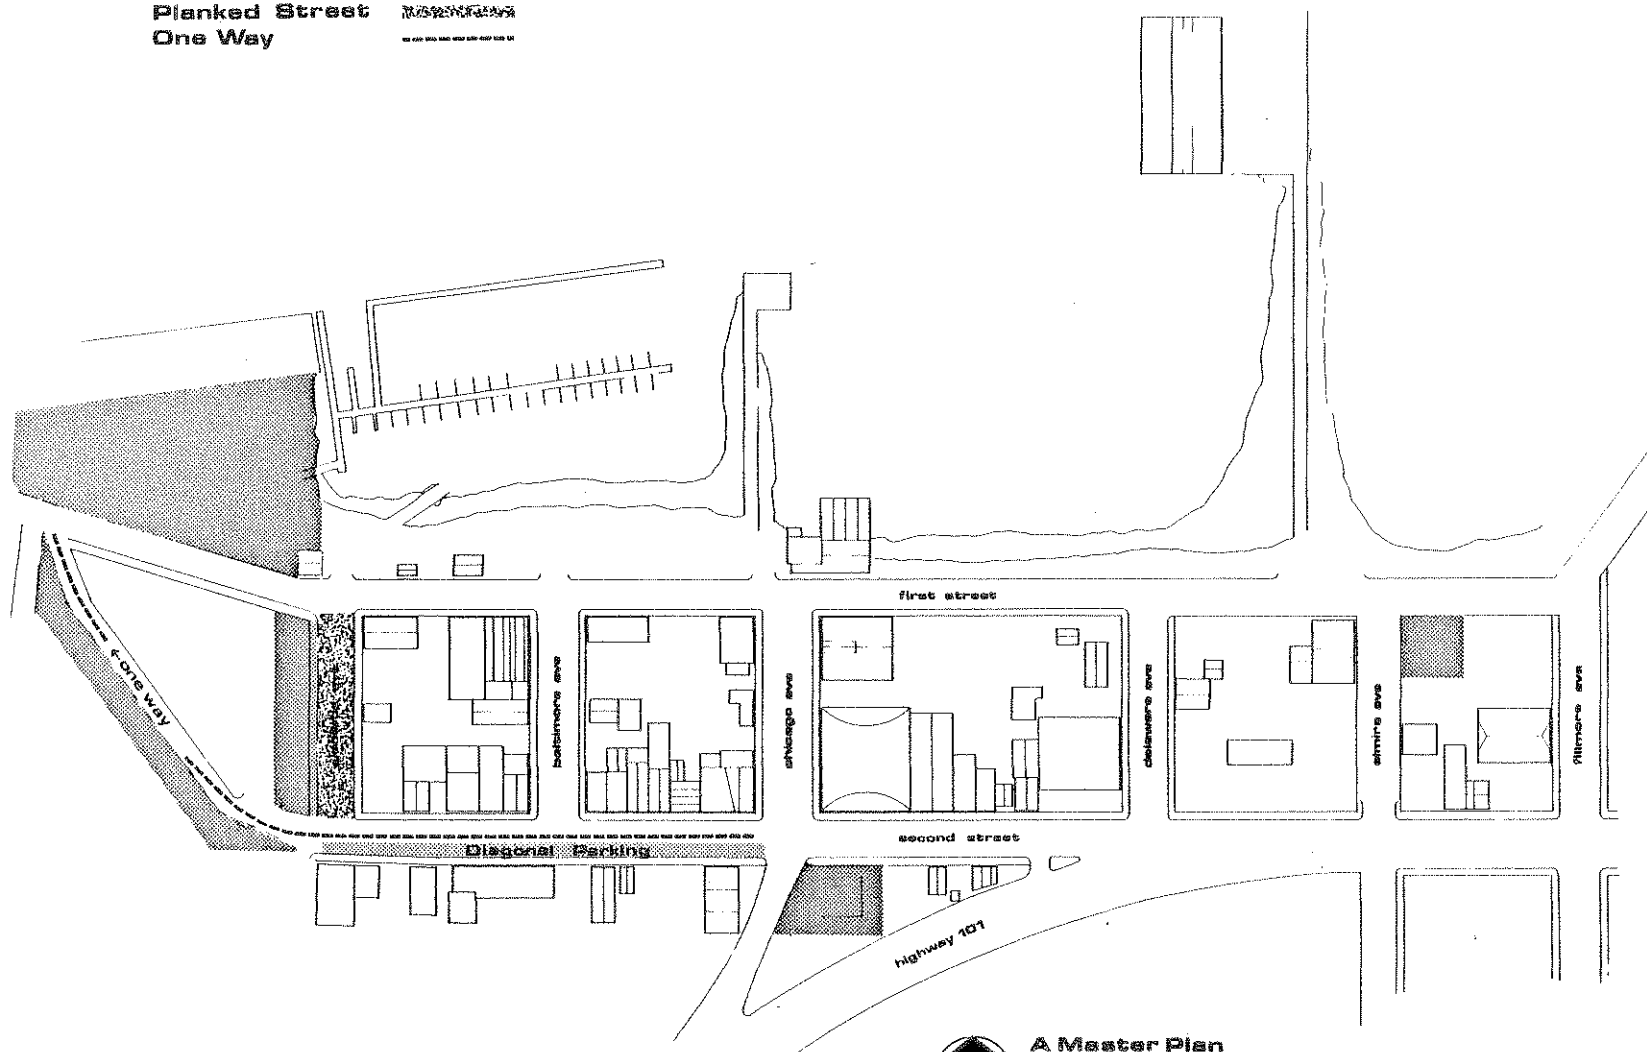 Planked Street
One Way
first street
baltimore ave
chicago ave
delaware ave
elmira ave
fillmore ave
←one way
second street
Diagonal Parking
highway 101
A Master Plan